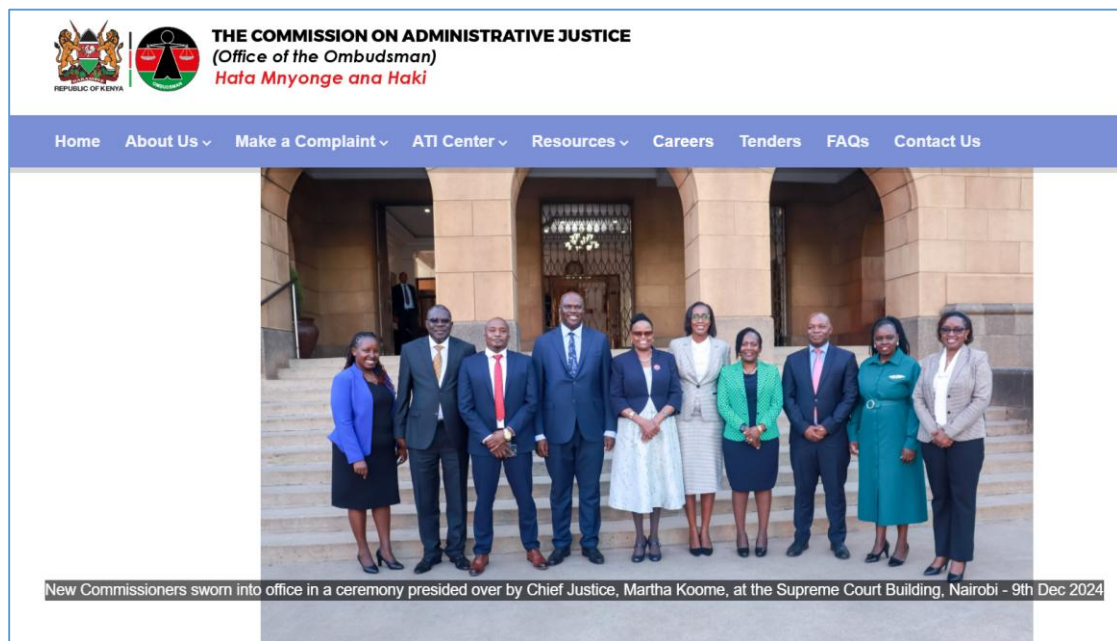 THE COMMISSION ON ADMINISTRATIVE JUSTICE
(Office of the Ombudsman)
Hata Mnyonge ana Haki
REPUBLIC OF KENYA
OMBUDSMAN
Home About Us Make a Complaint ATI Center Resources Careers Tenders FAQs Contact Us
New Commissioners sworn into office in a ceremony presided over by Chief Justice, Martha Koome, at the Supreme Court Building, Nairobi - 9th Dec 2024